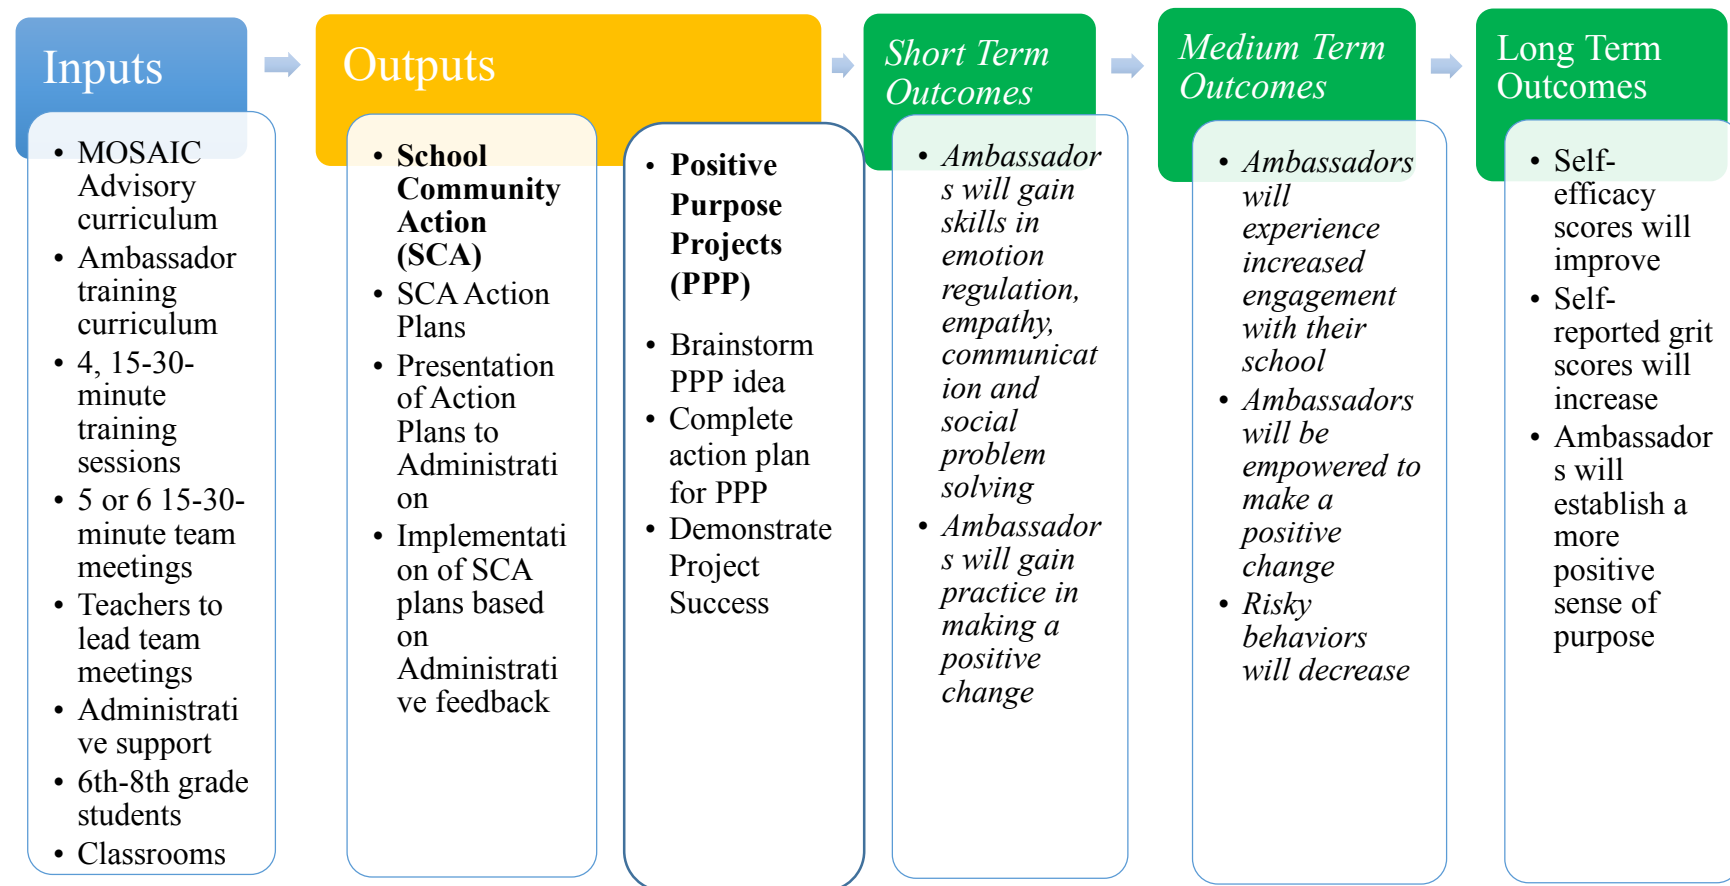 Inputs
• MOSAIC
Advisory
curriculum
• Ambassador
training
curriculum
• 4, 15-30-
minute
training
sessions
• 5 or 6 15-30-
minute team
meetings
• Teachers to
lead team
meetings
• Administrati
ve support
• 6th-8th grade
students
• Classrooms
Outputs
• School
Community
Action
(SCA)
• SCA Action
Plans
• Presentation
of Action
Plans to
Administrati
on
• Implementati
on of SCA
plans based
on
Administrati
ve feedback
• Positive
Purpose
Projects
(PPP)
• Brainstorm
PPP idea
• Complete
action plan
for PPP
• Demonstrate
Project
Success
Short Term
Outcomes
• Ambassador
s will gain
skills in
emotion
regulation,
empathy,
communicat
ion and
social
problem
solving
• Ambassador
s will gain
practice in
making a
positive
change
Medium Term
Outcomes
• Ambassadors
will
experience
increased
engagement
with their
school
• Ambassadors
will be
empowered to
make a
positive
change
• Risky
behaviors
will decrease
Long Term
Outcomes
• Self-
efficacy
scores will
improve
• Self-
reported grit
scores will
increase
• Ambassador
s will
establish a
more
positive
sense of
purpose